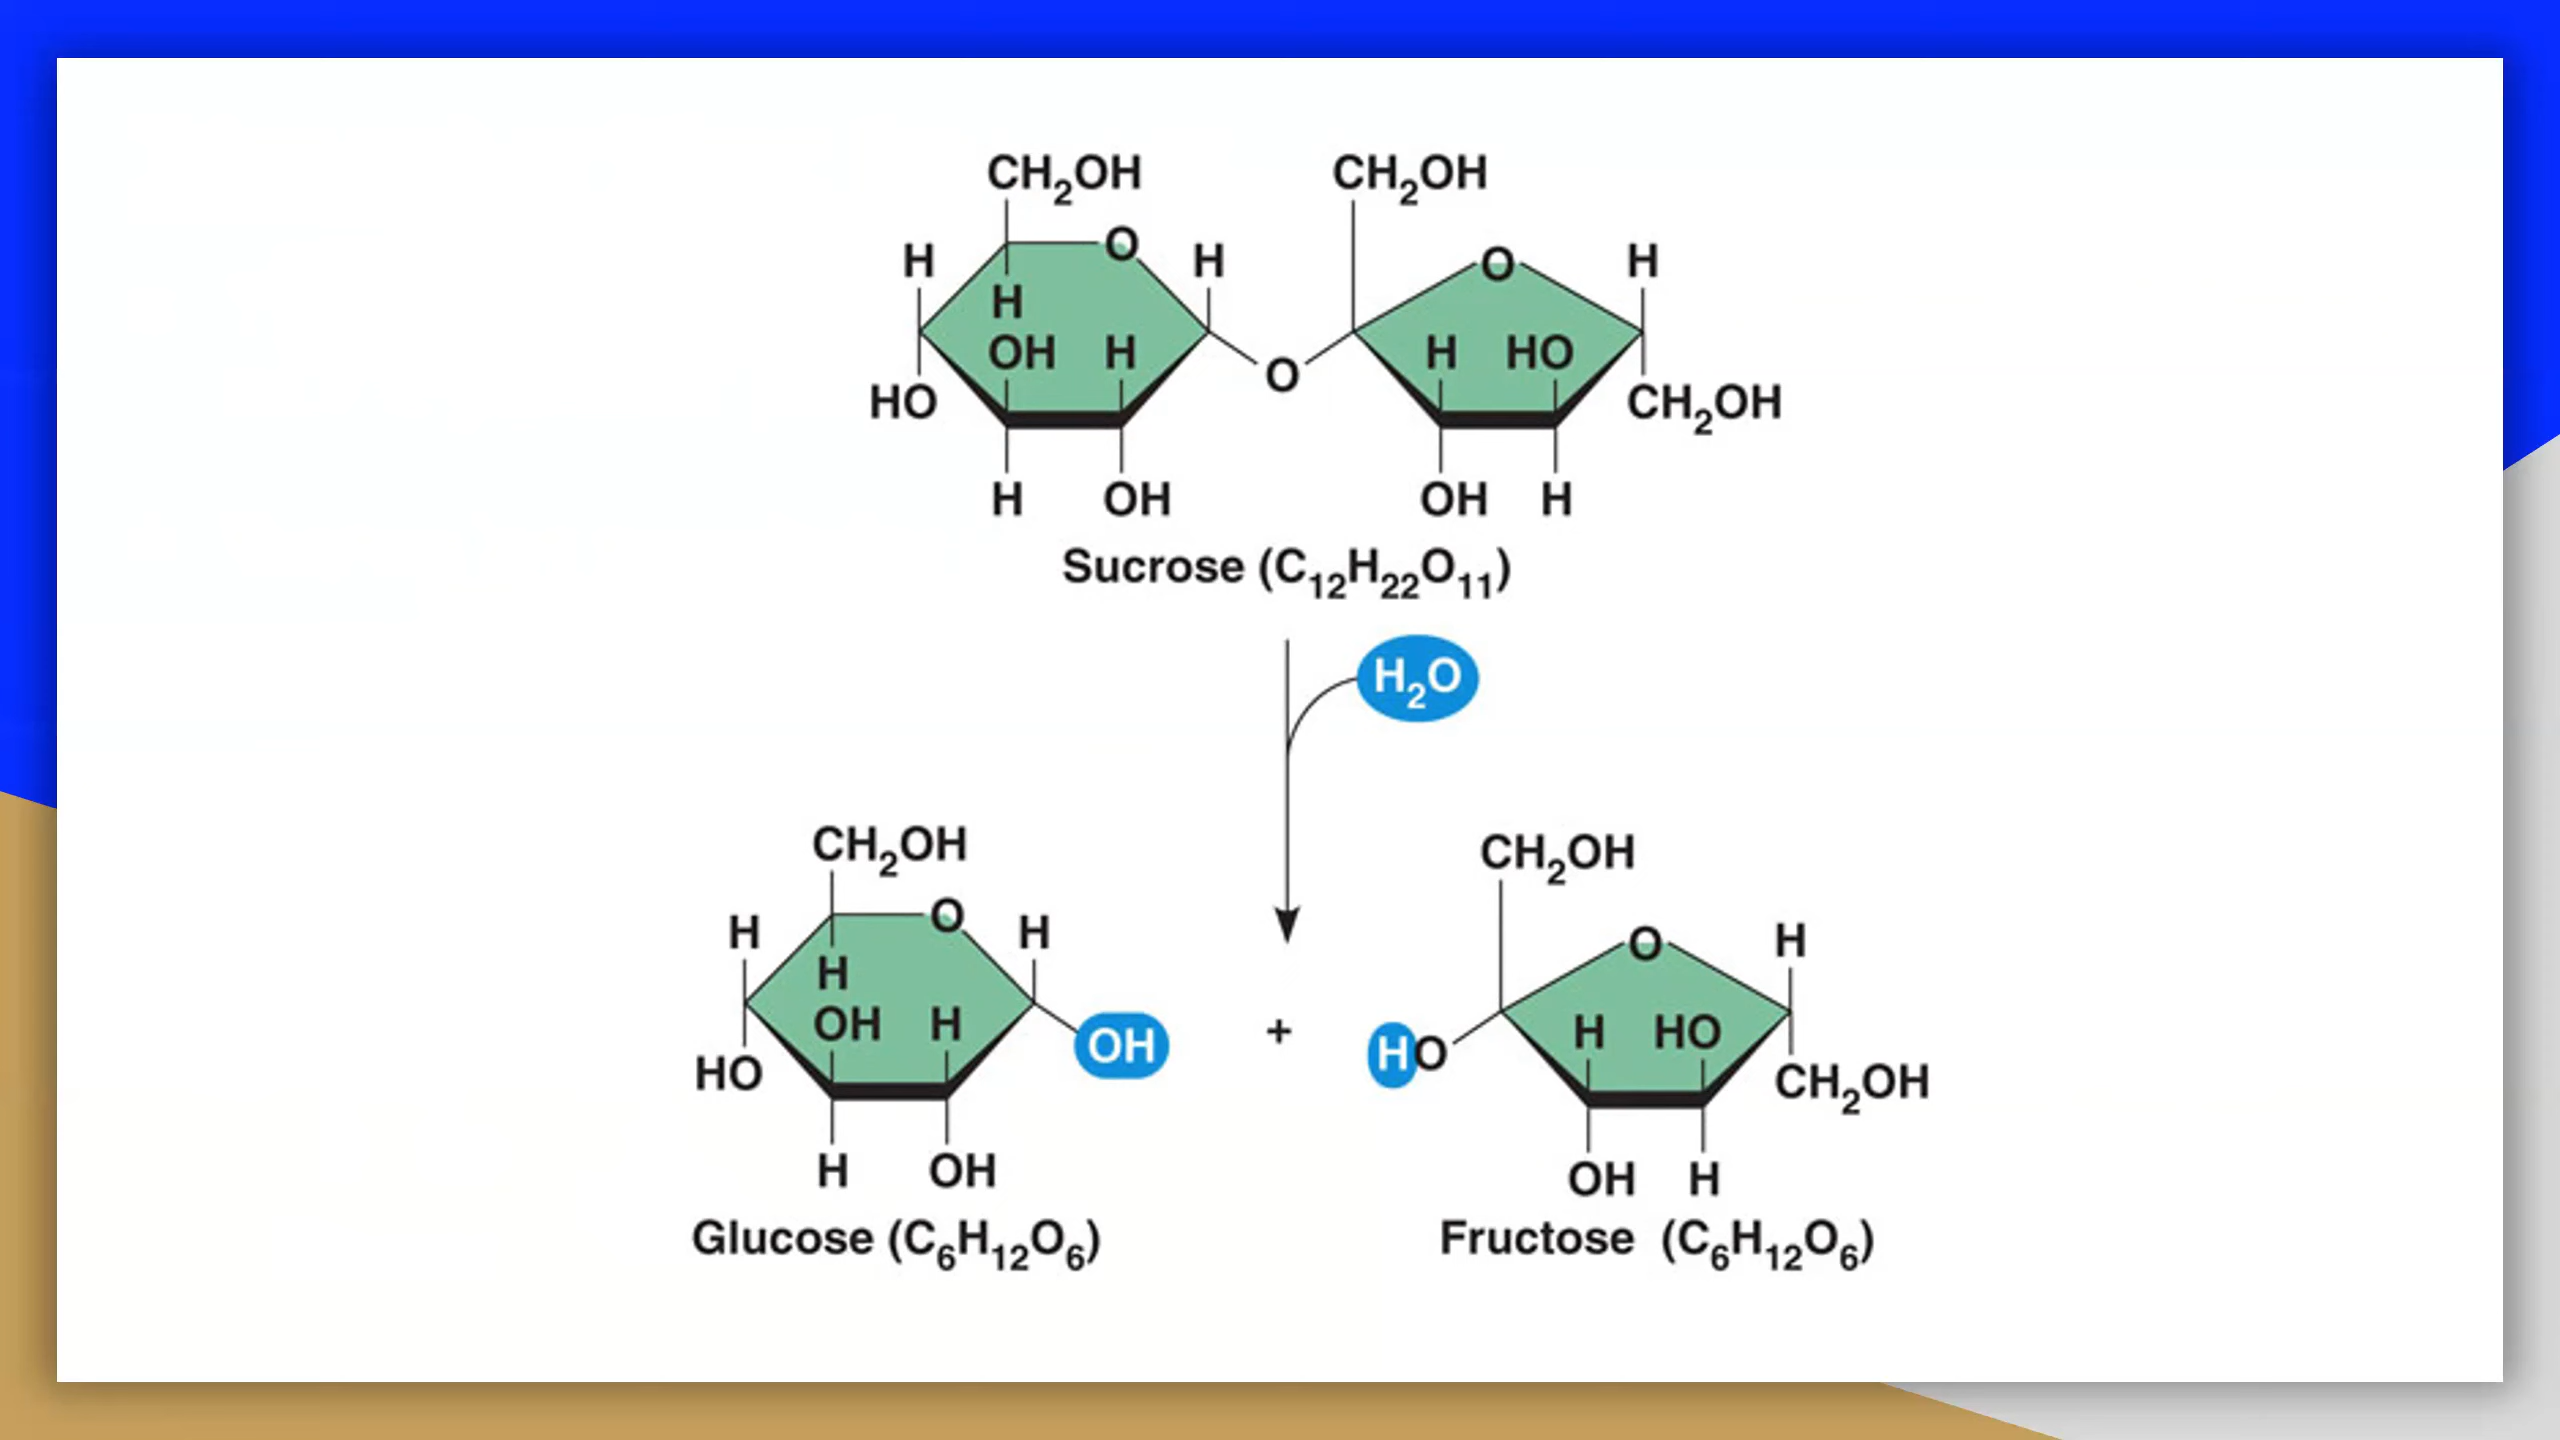 CH₂OH CH₂OH
H O H O H
H
OH H H HO
HO O CH₂OH
H OH OH H
Sucrose (C₁₂H₂₂O₁₁)
H₂O
CH₂OH CH₂OH
H O H O H
H
OH H OH + HO H HO
HO CH₂OH
H OH OH H
Glucose (C₆H₁₂O₆) Fructose (C₆H₁₂O₆)